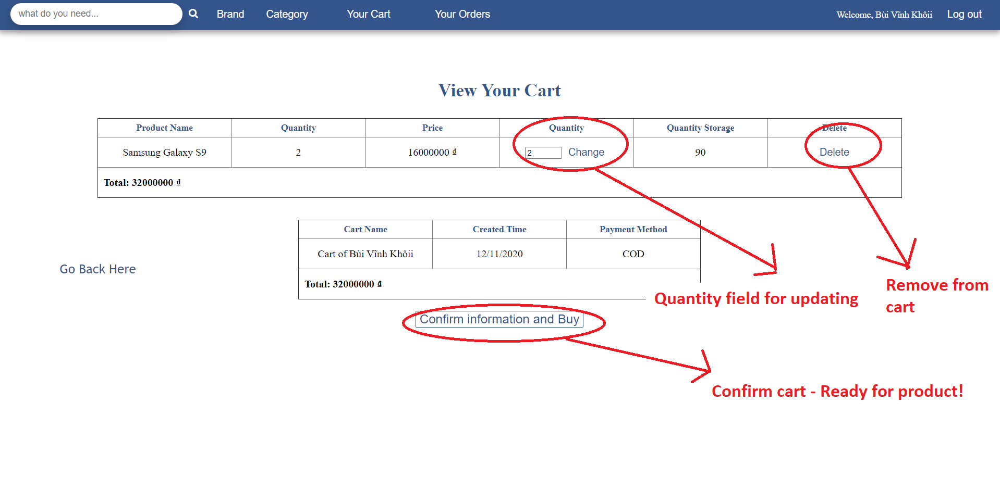 what do you need... Brand Category Your Cart Your Orders Welcome, Bùi Vĩnh Khôii Log out
View Your Cart
Product Name Quantity Price Quantity Quantity Storage Delete
Samsung Galaxy S9 2 16000000 ₫ 2 Change 90 Delete
Total: 32000000 ₫
Cart Name Created Time Payment Method
Cart of Bùi Vĩnh Khôii 12/11/2020 COD
Go Back Here
Total: 32000000 ₫
Quantity field for updating
Remove from
cart
Confirm information and Buy
Confirm cart - Ready for product!